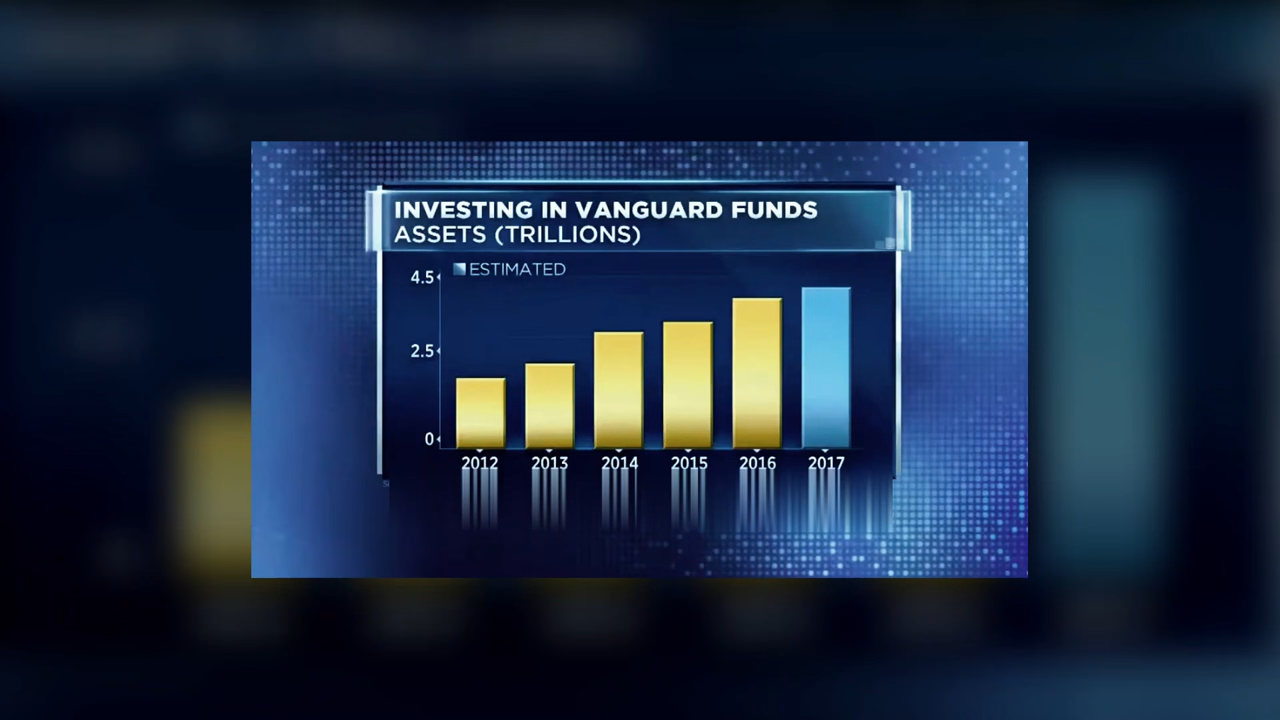 INVESTING IN VANGUARD FUNDS
ASSETS (TRILLIONS)
ESTIMATED
4.5
2.5
0
2012 2013 2014 2015 2016 2017